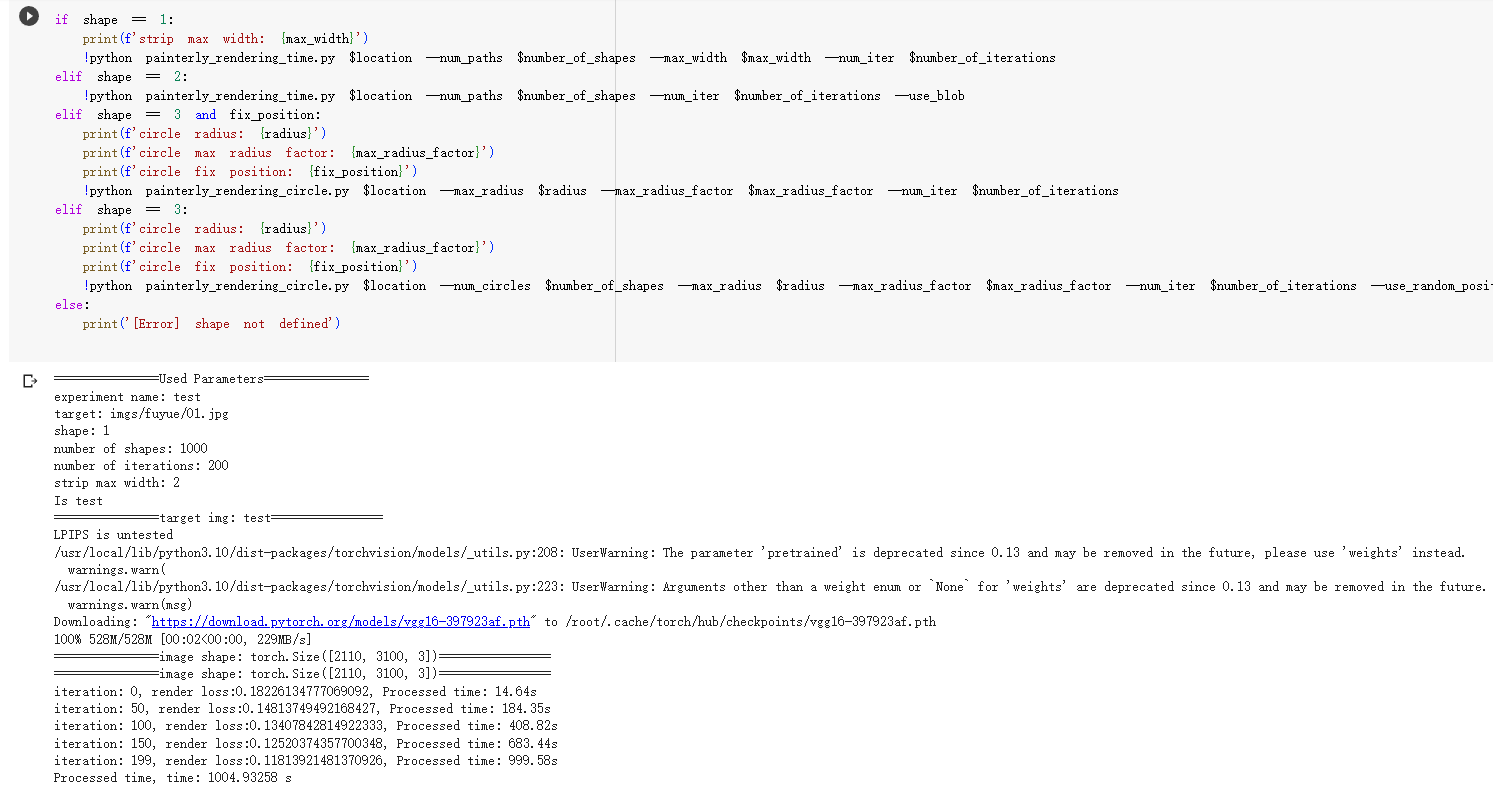 if shape == 1:
print(f'strip max width: {max_width}')
!python painterly_rendering_time.py $location --num_paths $number_of_shapes --max_width $max_width --num_iter $number_of_iterations
elif shape == 2:
!python painterly_rendering_time.py $location --num_paths $number_of_shapes --num_iter $number_of_iterations --use_blob
elif shape == 3 and fix_position:
print(f'circle radius: {radius}')
print(f'circle max radius factor: {max_radius_factor}')
print(f'circle fix position: {fix_position}')
!python painterly_rendering_circle.py $location --max_radius $radius --max_radius_factor $max_radius_factor --num_iter $number_of_iterations
elif shape == 3:
print(f'circle radius: {radius}')
print(f'circle max radius factor: {max_radius_factor}')
print(f'circle fix position: {fix_position}')
!python painterly_rendering_circle.py $location --num_circles $number_of_shapes --max_radius $radius --max_radius_factor $max_radius_factor --num_iter $number_of_iterations --use_random_posi
else:
print('[Error] shape not defined')
===============Used Parameters===============
experiment name: test
target: imgs/fuyue/01.jpg
shape: 1
number of shapes: 1000
number of iterations: 200
strip max width: 2
Is test
===============target img: test================
LPIPS is untested
/usr/local/lib/python3.10/dist-packages/torchvision/models/_utils.py:208: UserWarning: The parameter 'pretrained' is deprecated since 0.13 and may be removed in the future, please use 'weights' instead.
warnings.warn(
/usr/local/lib/python3.10/dist-packages/torchvision/models/_utils.py:223: UserWarning: Arguments other than a weight enum or `None` for 'weights' are deprecated since 0.13 and may be removed in the future.
warnings.warn(msg)
Downloading: "https://download.pytorch.org/models/vgg16-397923af.pth" to /root/.cache/torch/hub/checkpoints/vgg16-397923af.pth
100% 528M/528M [00:02<00:00, 229MB/s]
===============image shape: torch.Size([2110, 3100, 3])================
===============image shape: torch.Size([2110, 3100, 3])================
iteration: 0, render loss:0.18226134777069092, Processed time: 14.64s
iteration: 50, render loss:0.14813749492168427, Processed time: 184.35s
iteration: 100, render loss:0.13407842814922333, Processed time: 408.82s
iteration: 150, render loss:0.12520374357700348, Processed time: 683.44s
iteration: 199, render loss:0.11813921481370926, Processed time: 999.58s
Processed time, time: 1004.93258 s